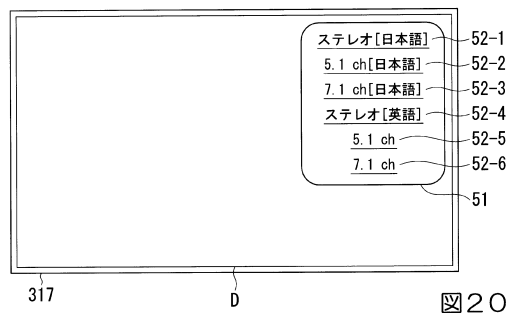 ステレオ[日本語] 52-1
5.1 ch[日本語] 52-2
7.1 ch[日本語] 52-3
ステレオ[英語] 52-4
5.1 ch 52-5
7.1 ch 52-6
51
317 D
図20